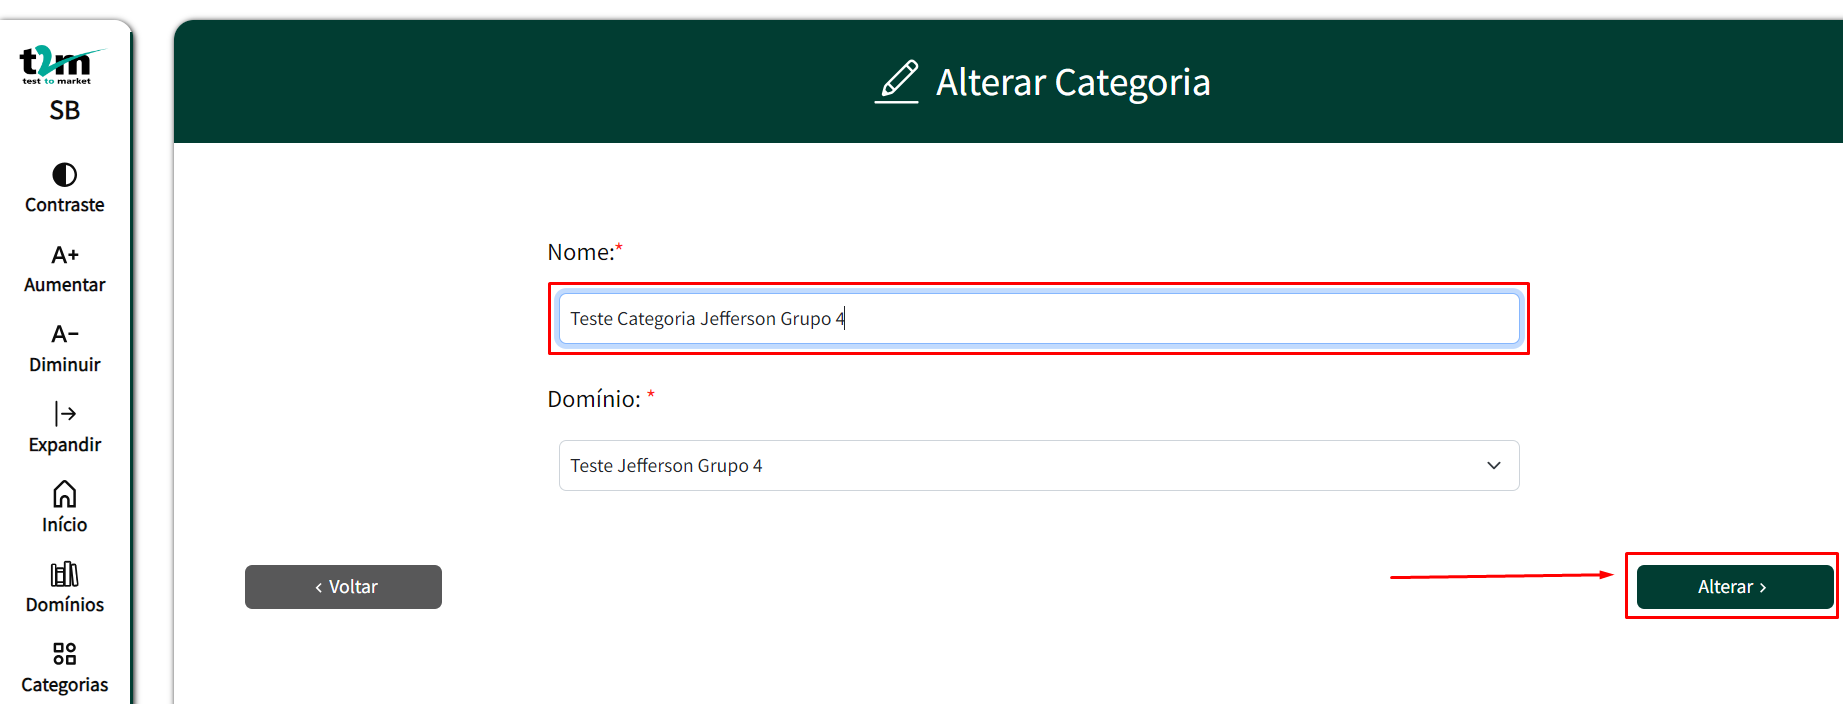 t2m
test to market
SB
Contraste
A+
Aumentar
A-
Diminuir
Expandir
Início
Domínios
Categorias
Alterar Categoria
Nome:*
Teste Categoria Jefferson Grupo 4
Domínio: *
Teste Jefferson Grupo 4
‹ Voltar
Alterar ›